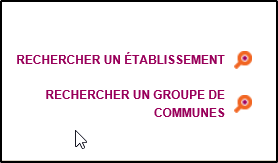 RECHERCHER UN ÉTABLISSEMENT
RECHERCHER UN GROUPE DE
COMMUNES